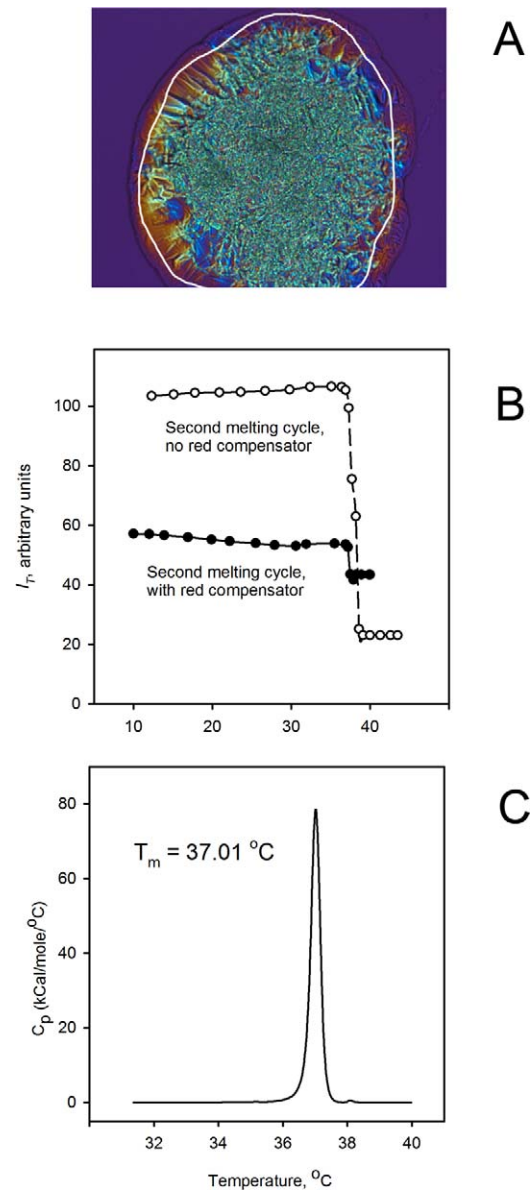 A
B
100
80
60
40
20
0
I_T, arbitrary units
Second melting cycle,
no red compensator
Second melting cycle,
with red compensator
10 20 30 40
C
80
60
40
20
0
C_p (kCal/mole/°C)
T_m = 37.01 °C
32 34 36 38 40
Temperature, °C